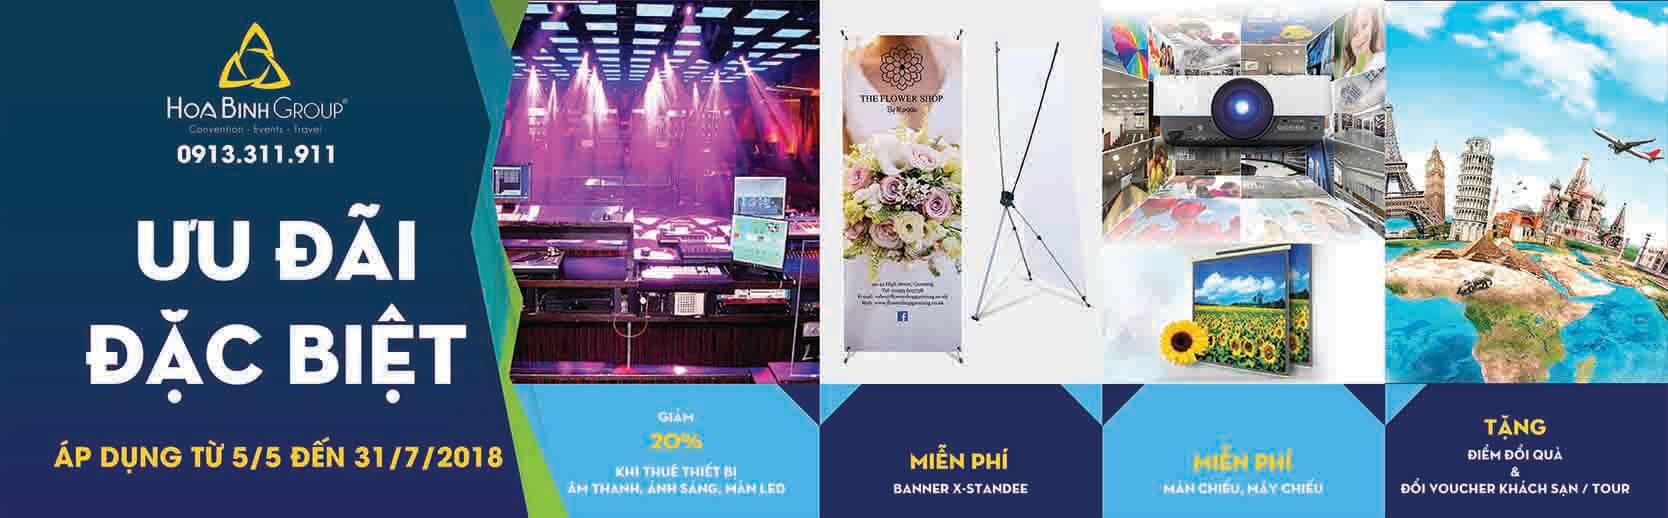 HOA BINH GROUP®
Convention - Events - Travel
0913.311.911
ƯU ĐÃI
ĐẶC BIỆT
ÁP DỤNG TỪ 5/5 ĐẾN 31/7/2018
GIẢM
20%
KHI THUÊ THIẾT BỊ
ÂM THANH, ÁNH SÁNG, MÀN LED
THE FLOWER SHOP
MIỄN PHÍ
BANNER X-STANDEE
MIỄN PHÍ
MÀN CHIẾU, MÁY CHIẾU
TẶNG
ĐIỂM ĐỔI QUÀ
&
ĐỔI VOUCHER KHÁCH SẠN / TOUR